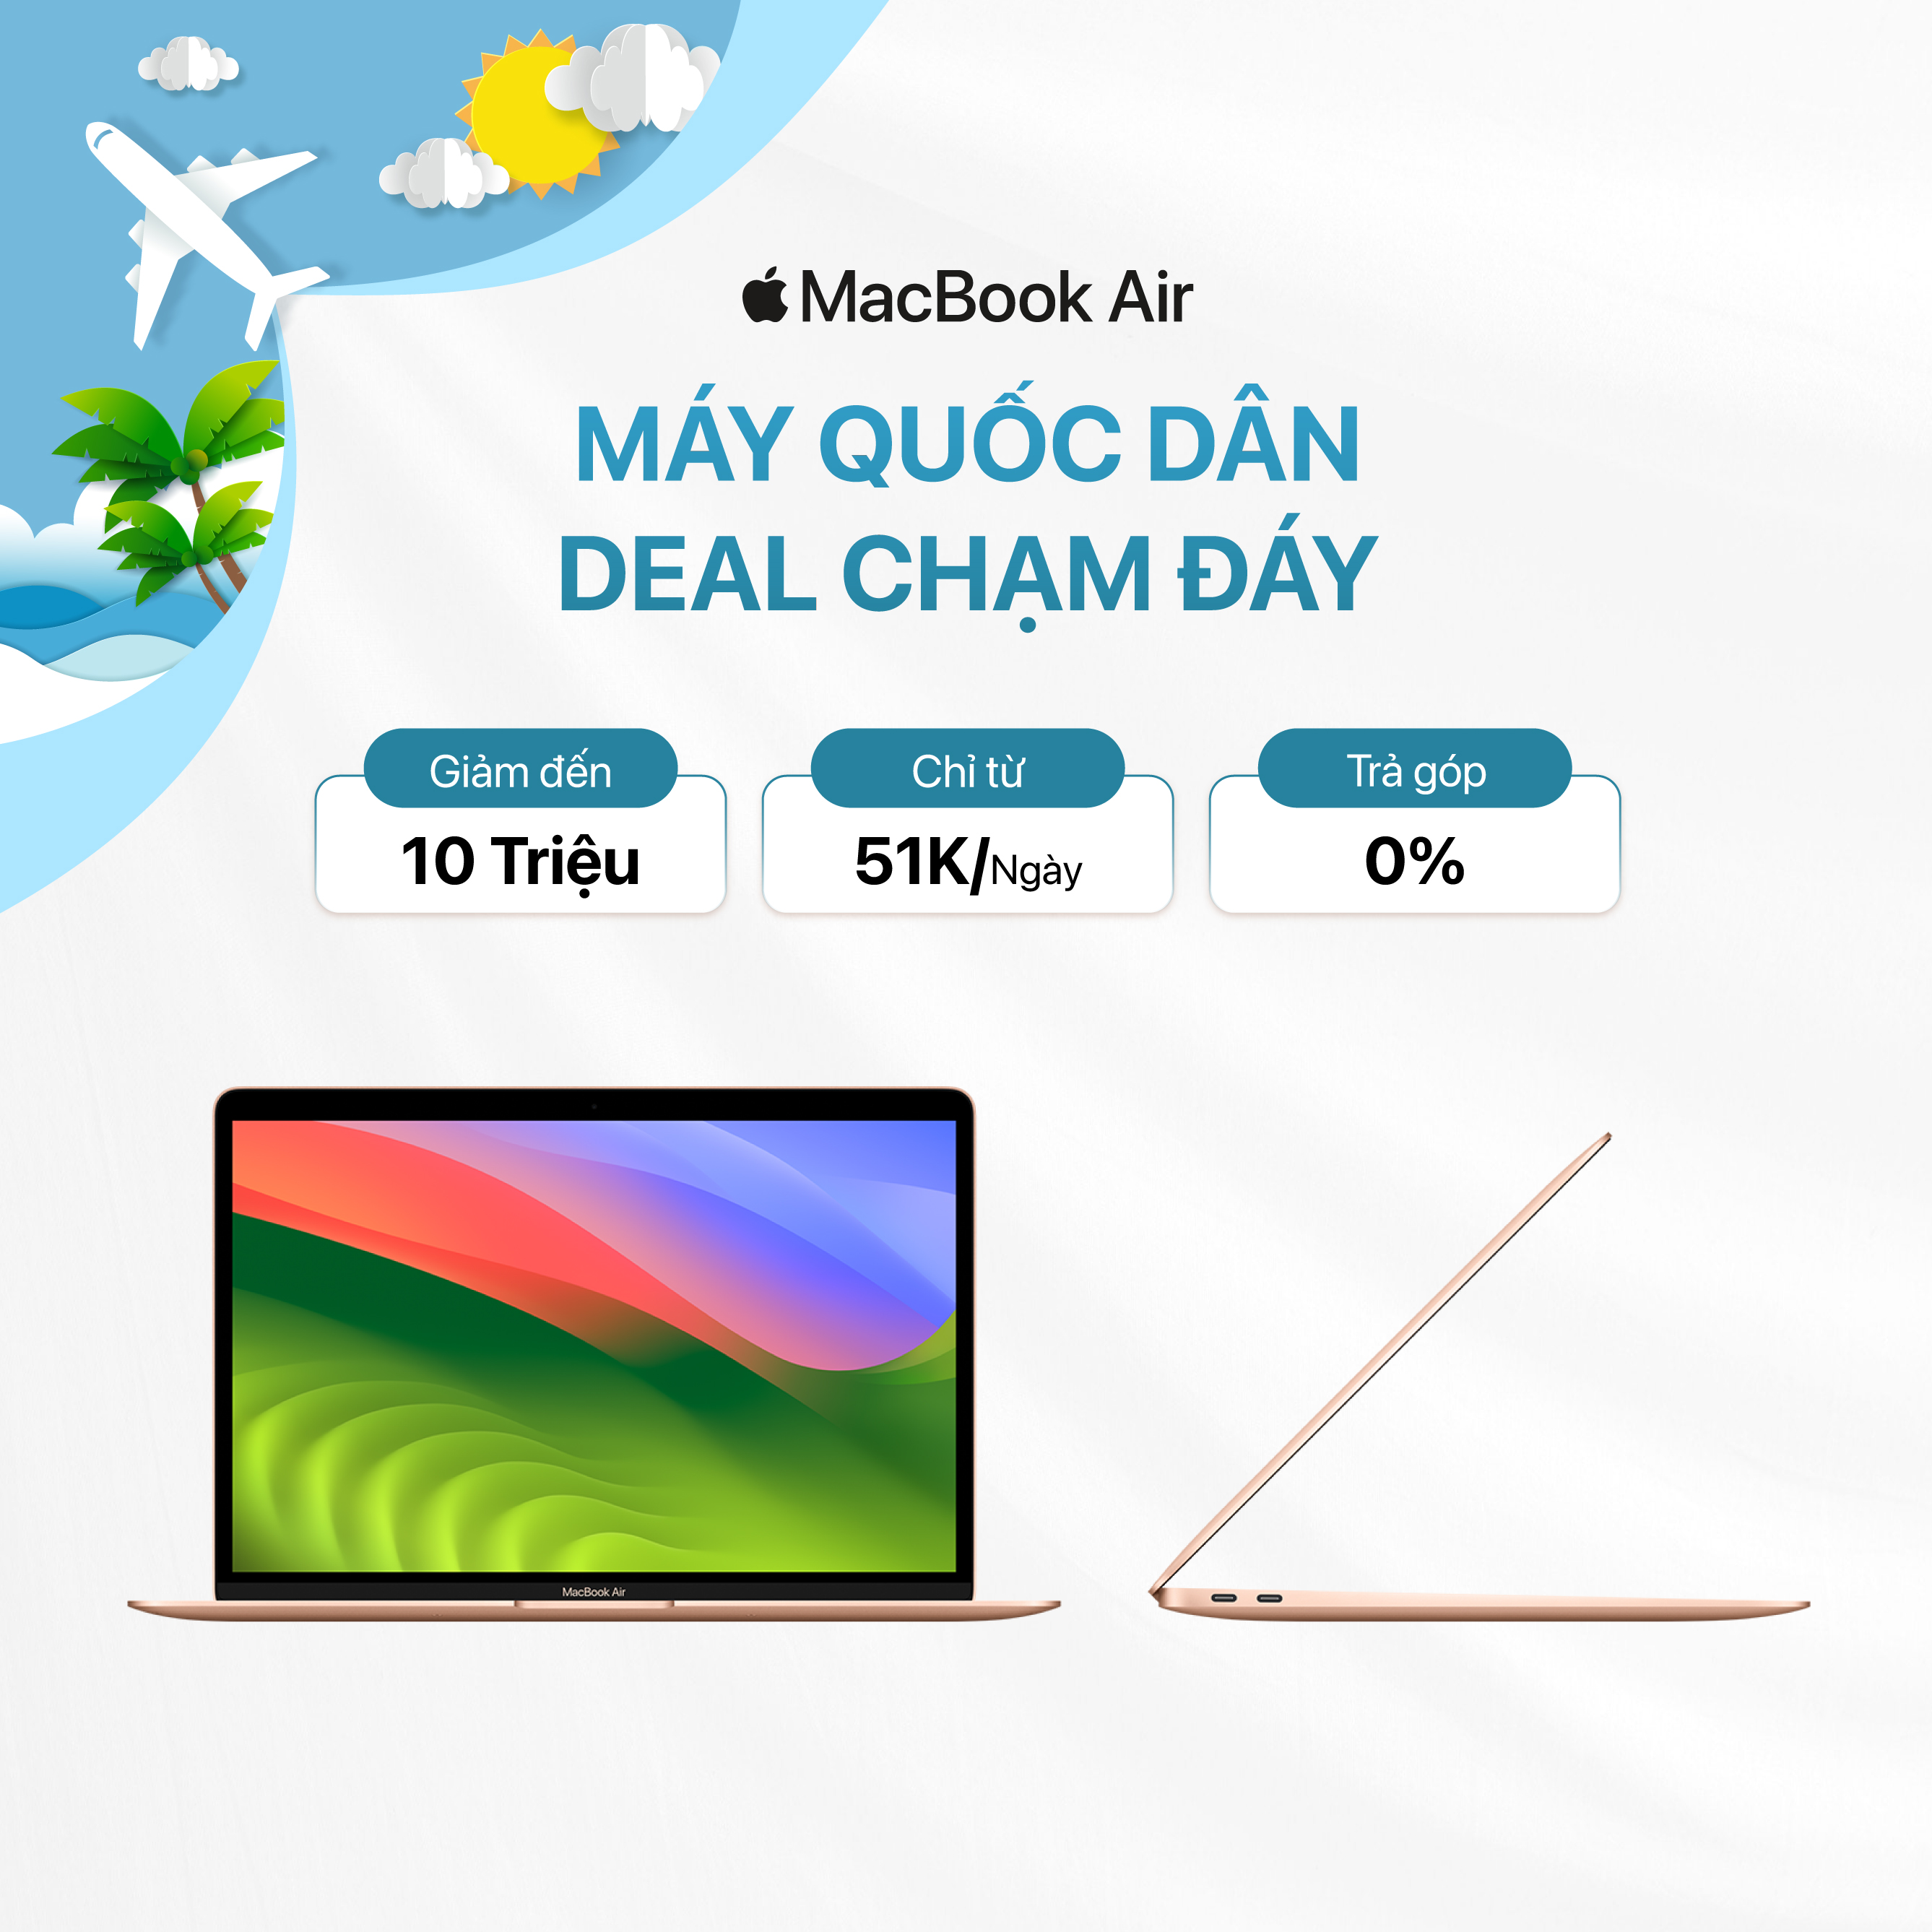 MacBook Air
MÁY QUỐC DÂN
DEAL CHẠM ĐÁY
Giảm đến
10 Triệu
Chỉ từ
51K/Ngày
Trả góp
0%
MacBook Air